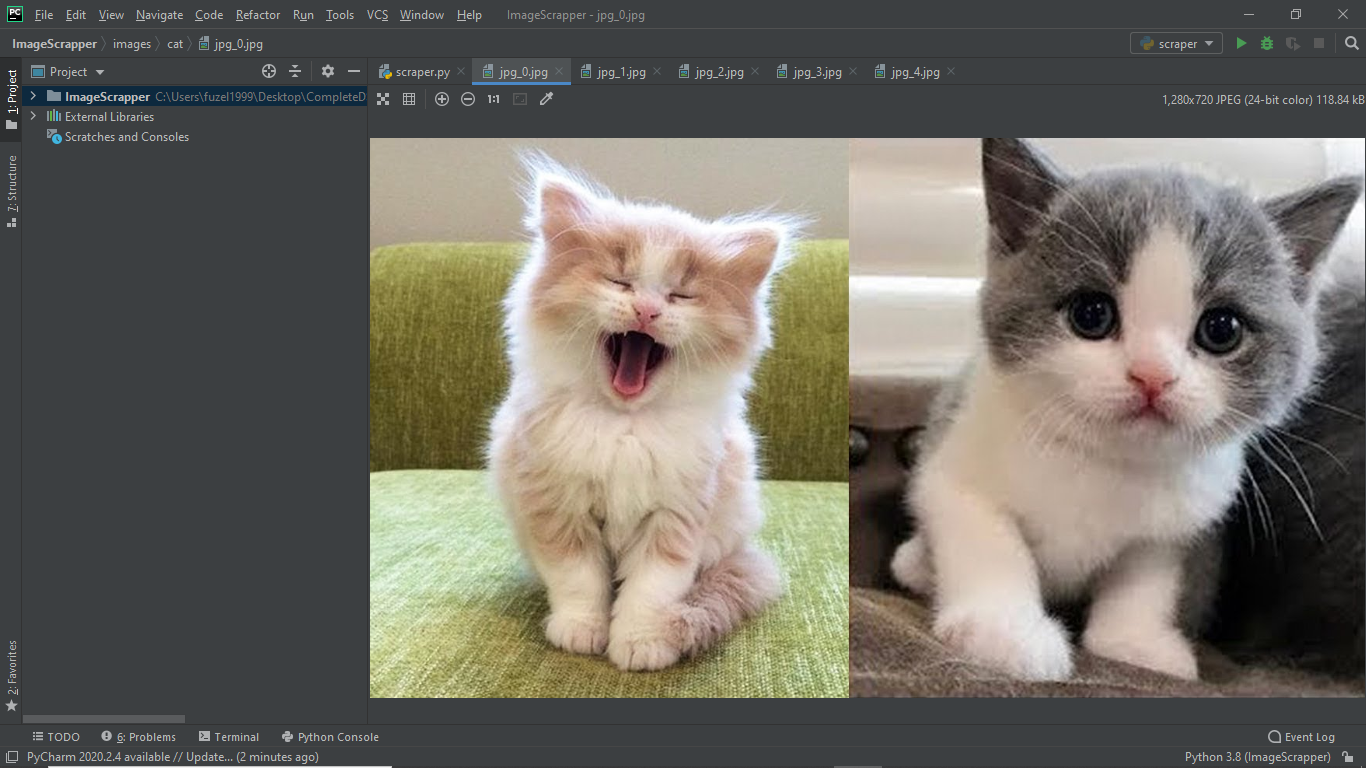 PC File Edit View Navigate Code Refactor Run Tools VCS Window Help ImageScrapper - jpg_0.jpg
ImageScrapper images cat jpg_0.jpg scraper
1: Project
Project
scraper.py jpg_0.jpg jpg_1.jpg jpg_2.jpg jpg_3.jpg jpg_4.jpg
1:1 1,280x720 JPEG (24-bit color) 118.84 kB
ImageScrapper C:\Users\fuzel1999\Desktop\CompleteD
External Libraries
Scratches and Consoles
7: Structure
2: Favorites
TODO 6: Problems Terminal Python Console Event Log
PyCharm 2020.2.4 available // Update... (2 minutes ago) Python 3.8 (ImageScrapper)